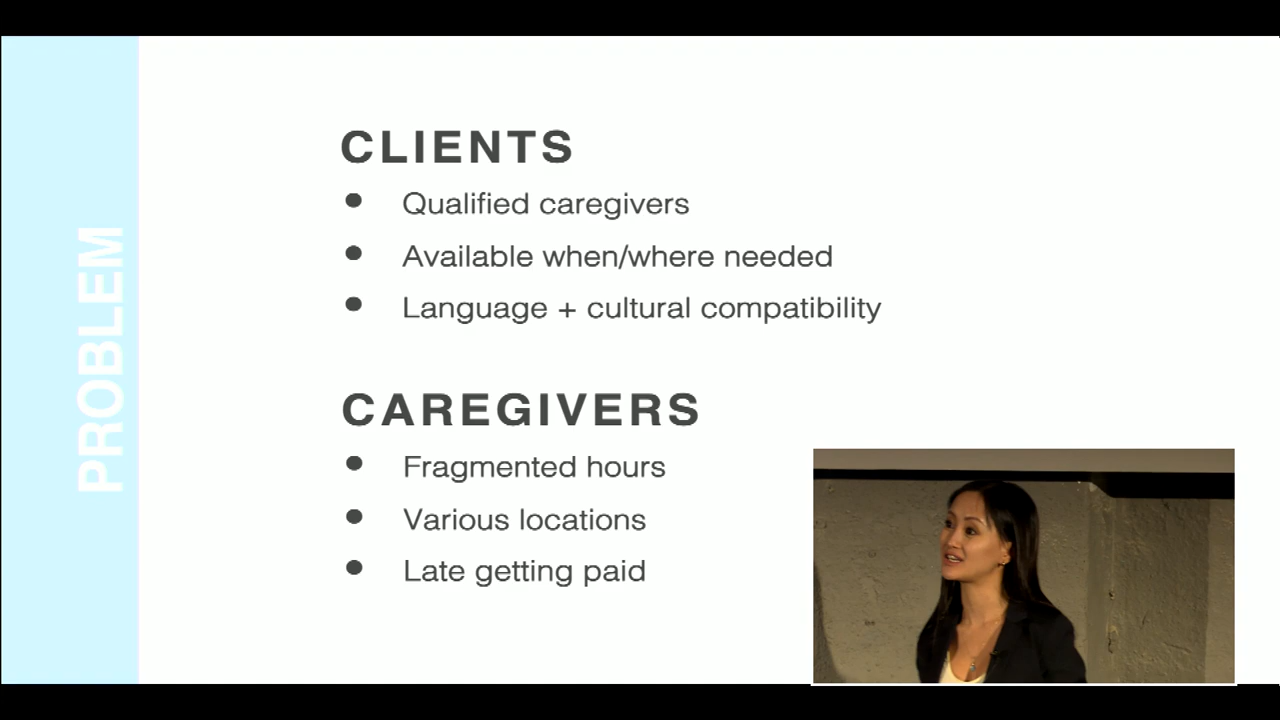 PROBLEM
CLIENTS
● Qualified caregivers
● Available when/where needed
● Language + cultural compatibility
CAREGIVERS
● Fragmented hours
● Various locations
● Late getting paid